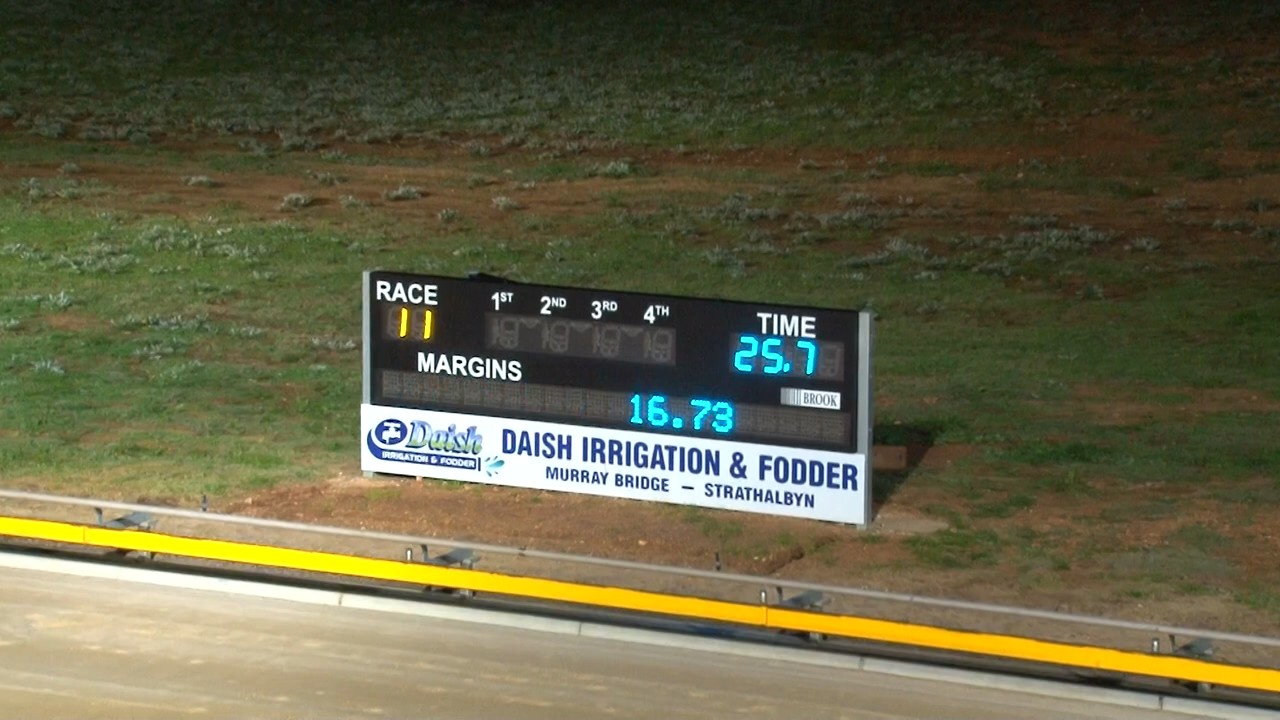 RACE 1ST 2ND 3RD 4TH TIME
11 25.7
MARGINS
BROOK
16.73
Daish
IRRIGATION & FODDER
DAISH IRRIGATION & FODDER
MURRAY BRIDGE – STRATHALBYN